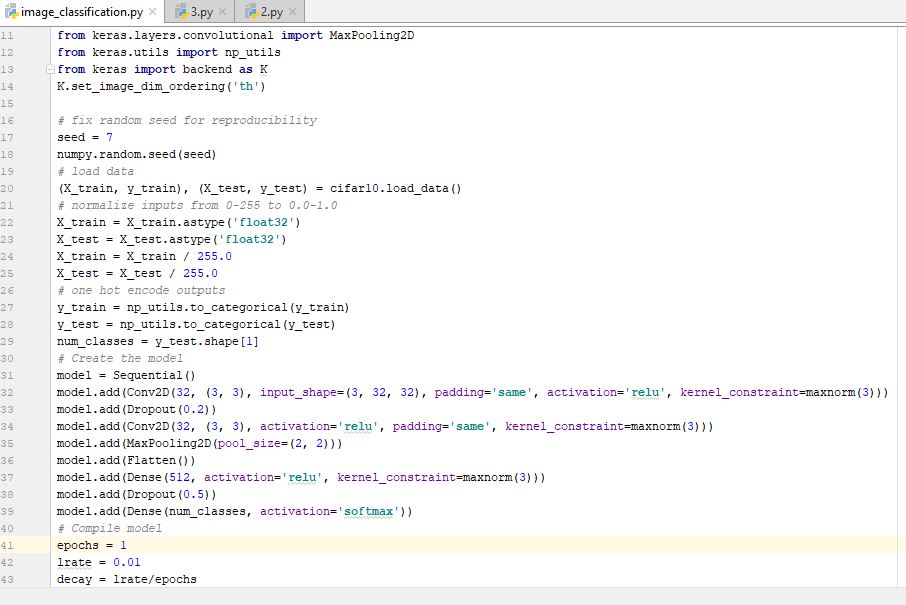 image_classification.py 3.py 2.py
11 from keras.layers.convolutional import MaxPooling2D
12 from keras.utils import np_utils
13 from keras import backend as K
14 K.set_image_dim_ordering('th')
15
16 # fix random seed for reproducibility
17 seed = 7
18 numpy.random.seed(seed)
19 # load data
20 (X_train, y_train), (X_test, y_test) = cifar10.load_data()
21 # normalize inputs from 0-255 to 0.0-1.0
22 X_train = X_train.astype('float32')
23 X_test = X_test.astype('float32')
24 X_train = X_train / 255.0
25 X_test = X_test / 255.0
26 # one hot encode outputs
27 y_train = np_utils.to_categorical(y_train)
28 y_test = np_utils.to_categorical(y_test)
29 num_classes = y_test.shape[1]
30 # Create the model
31 model = Sequential()
32 model.add(Conv2D(32, (3, 3), input_shape=(3, 32, 32), padding='same', activation='relu', kernel_constraint=maxnorm(3)))
33 model.add(Dropout(0.2))
34 model.add(Conv2D(32, (3, 3), activation='relu', padding='same', kernel_constraint=maxnorm(3)))
35 model.add(MaxPooling2D(pool_size=(2, 2)))
36 model.add(Flatten())
37 model.add(Dense(512, activation='relu', kernel_constraint=maxnorm(3)))
38 model.add(Dropout(0.5))
39 model.add(Dense(num_classes, activation='softmax'))
40 # Compile model
41 epochs = 1
42 lrate = 0.01
43 decay = lrate/epochs